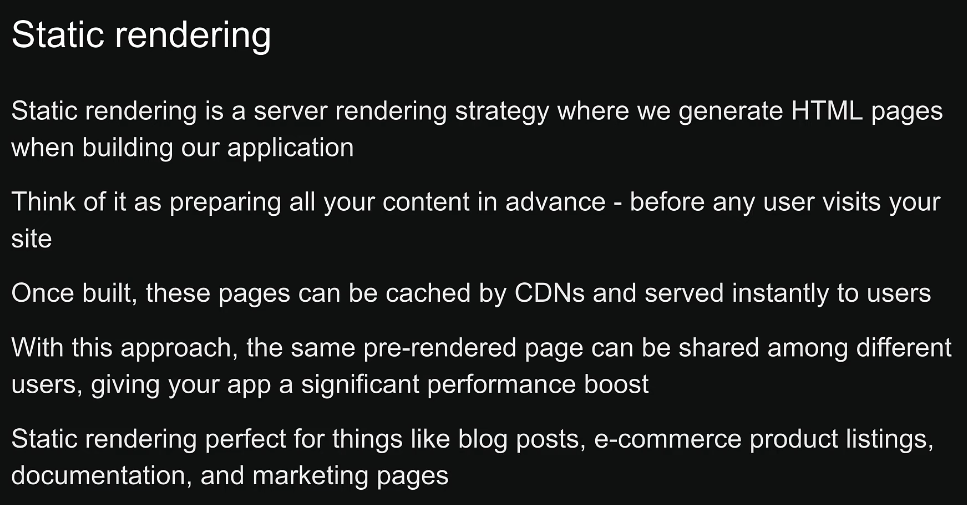 Static rendering
Static rendering is a server rendering strategy where we generate HTML pages
when building our application
Think of it as preparing all your content in advance - before any user visits your
site
Once built, these pages can be cached by CDNs and served instantly to users
With this approach, the same pre-rendered page can be shared among different
users, giving your app a significant performance boost
Static rendering perfect for things like blog posts, e-commerce product listings,
documentation, and marketing pages